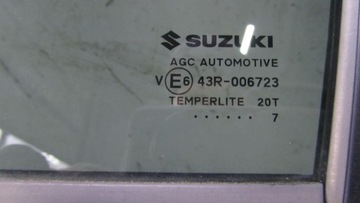 SUZUKI
AGC AUTOMOTIVE
V E6 43R-006723
TEMPERLITE 20T
...... 7